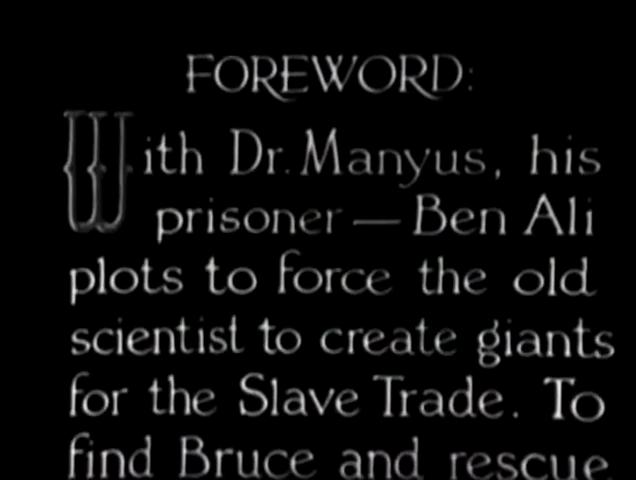 FOREWORD:
With Dr. Manyus, his
prisoner — Ben Ali
plots to force the old
scientist to create giants
for the Slave Trade. To
find Bruce and rescue